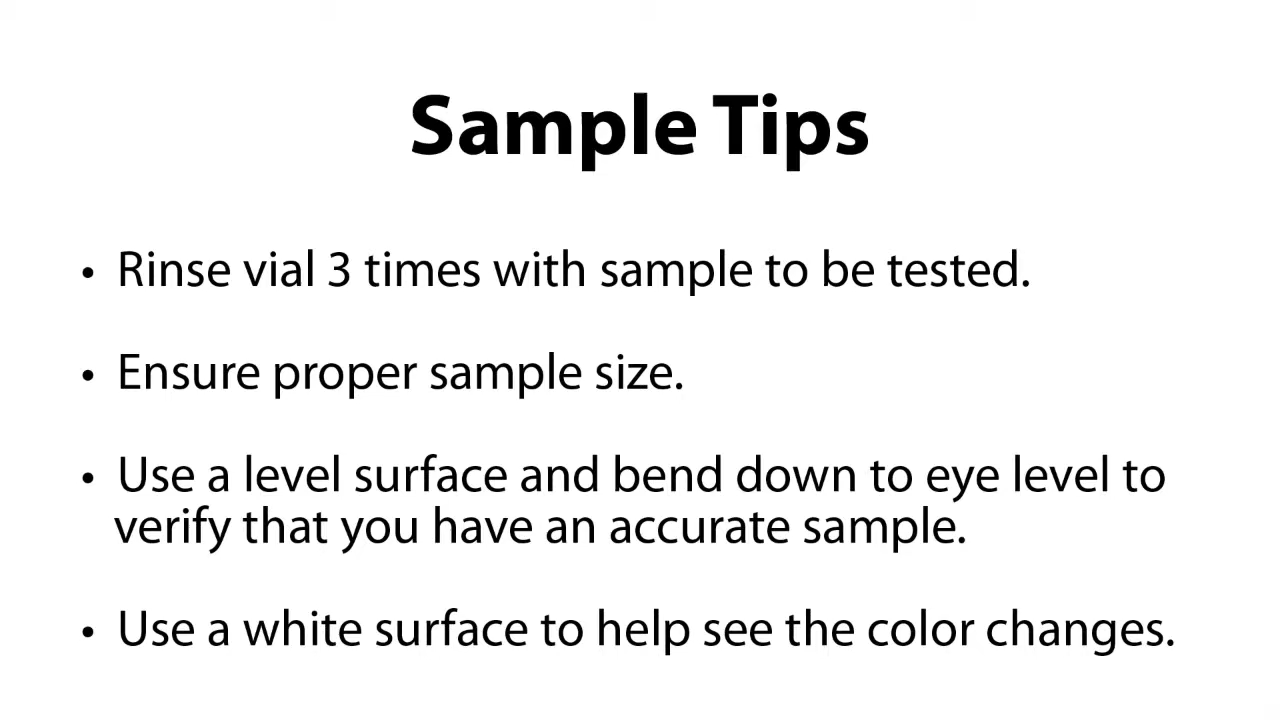 Sample Tips
• Rinse vial 3 times with sample to be tested.
• Ensure proper sample size.
• Use a level surface and bend down to eye level to
verify that you have an accurate sample.
• Use a white surface to help see the color changes.